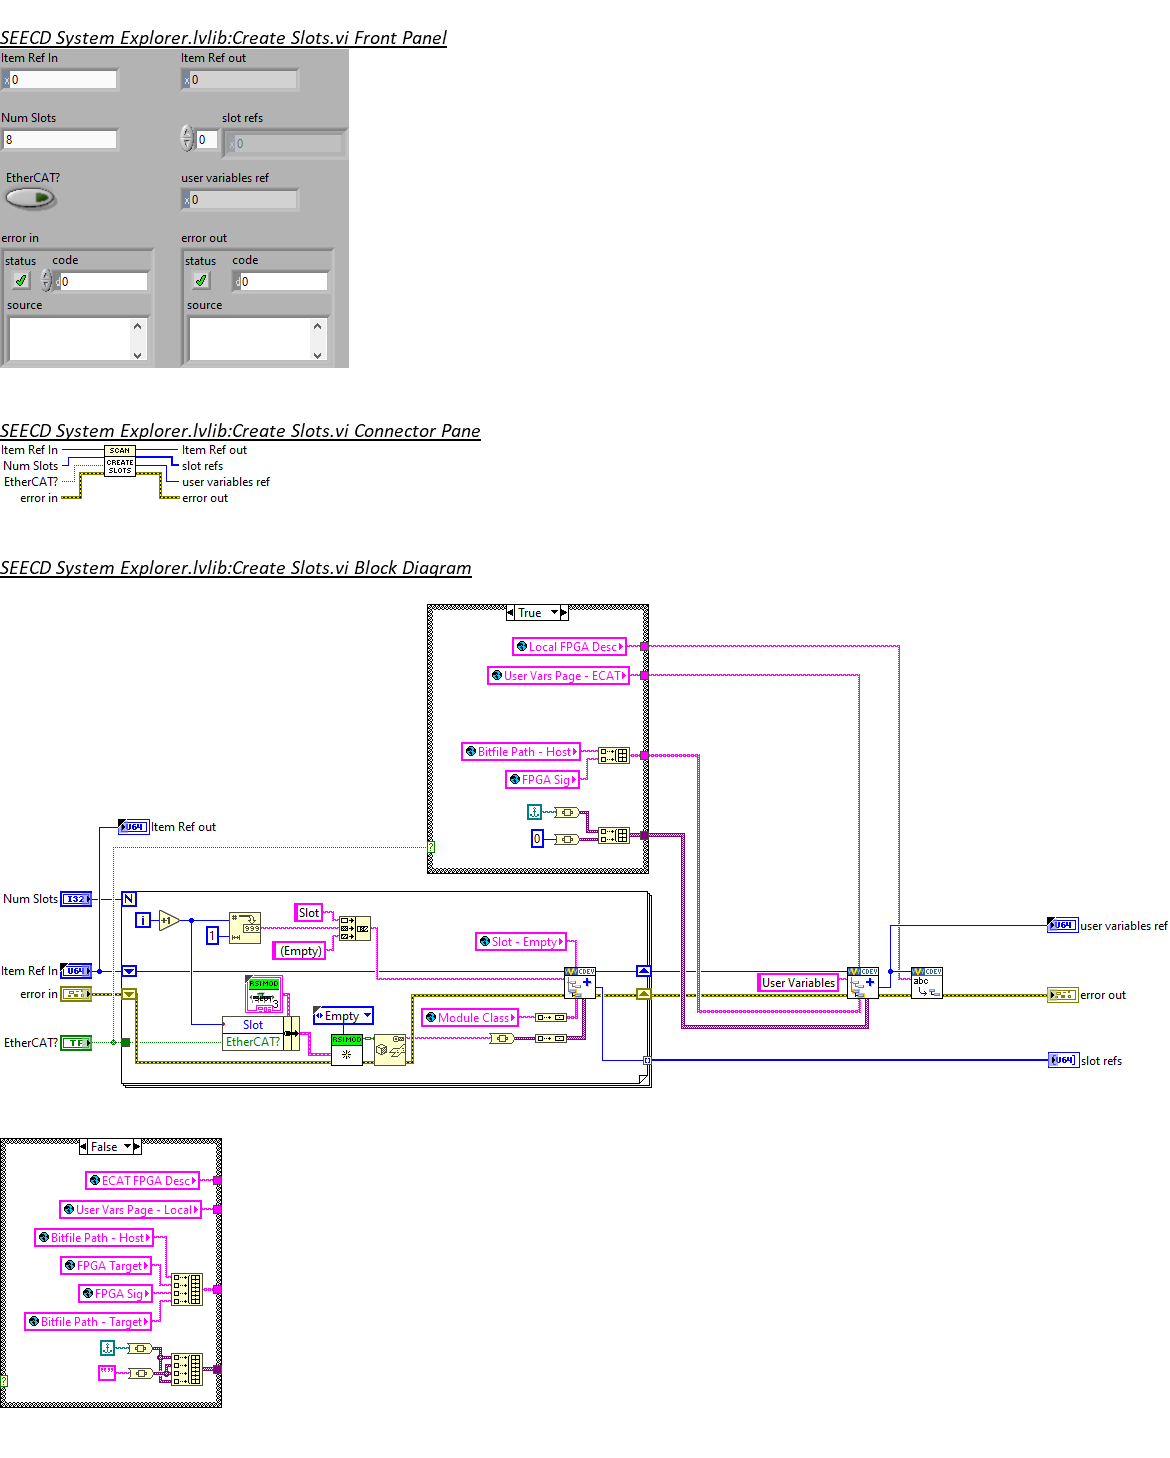 SEECD System Explorer.lvlib:Create Slots.vi Front Panel
Item Ref In
Item Ref out
x 0
x 0
Num Slots
slot refs
8
0
x 0
EtherCAT?
user variables ref
x 0
error in
error out
status
code
status
code
d 0
d 0
source
source
SEECD System Explorer.lvlib:Create Slots.vi Connector Pane
Item Ref In
SCAN
Item Ref out
Num Slots
CREATE
slot refs
EtherCAT?
SLOTS
user variables ref
error in
error out
SEECD System Explorer.lvlib:Create Slots.vi Block Diagram
True
Local FPGA Desc
User Vars Page - ECAT
Bitfile Path - Host
FPGA Sig
0
U64
Item Ref out
?
Num Slots
I32
N
i
+1
#
999
1
Slot
(Empty)
Slot - Empty
U64
user variables ref
Item Ref In
U64
CDEV
User Variables
CDEV
CDEV
abc
error in
RSIMOD
3
error out
Module Class
Slot
EtherCAT?
Empty
RSIMOD
EtherCAT?
TF
U64
slot refs
False
ECAT FPGA Desc
User Vars Page - Local
Bitfile Path - Host
FPGA Target
FPGA Sig
Bitfile Path - Target
""
?